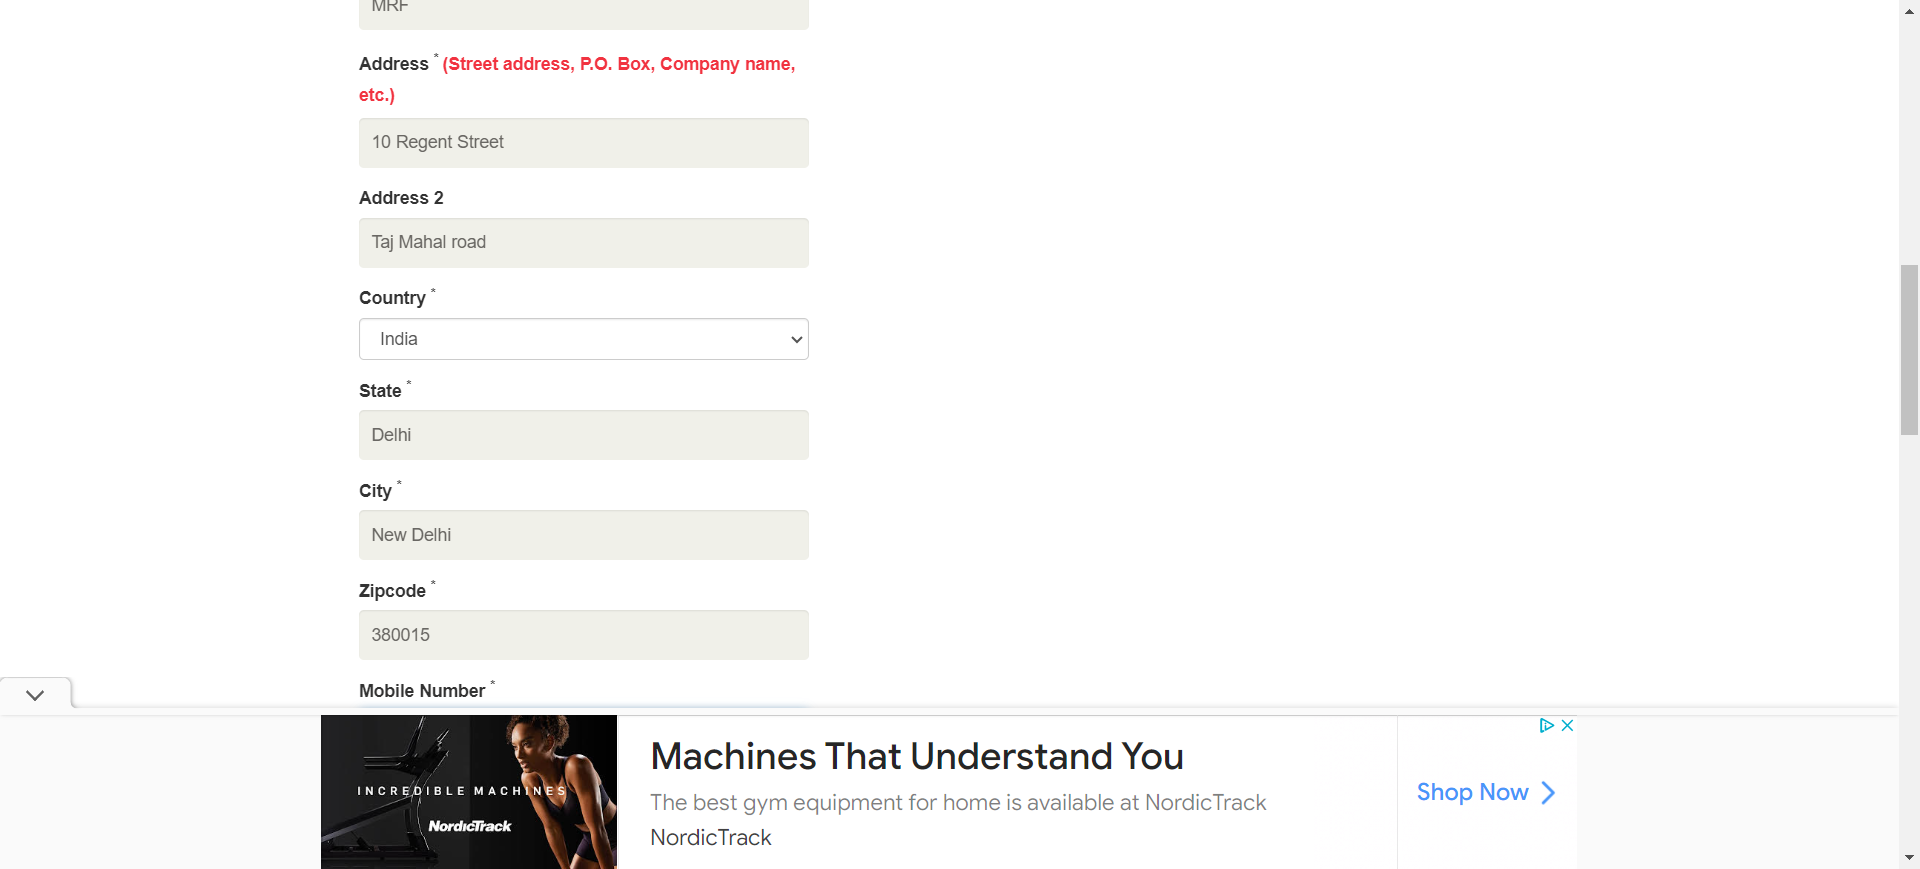 MRF
Address * (Street address, P.O. Box, Company name,
etc.)
10 Regent Street
Address 2
Taj Mahal road
Country *
India
State *
Delhi
City *
New Delhi
Zipcode *
380015
Mobile Number *
INCREDIBLE MACHINES
NordicTrack
Machines That Understand You
The best gym equipment for home is available at NordicTrack
NordicTrack
Shop Now